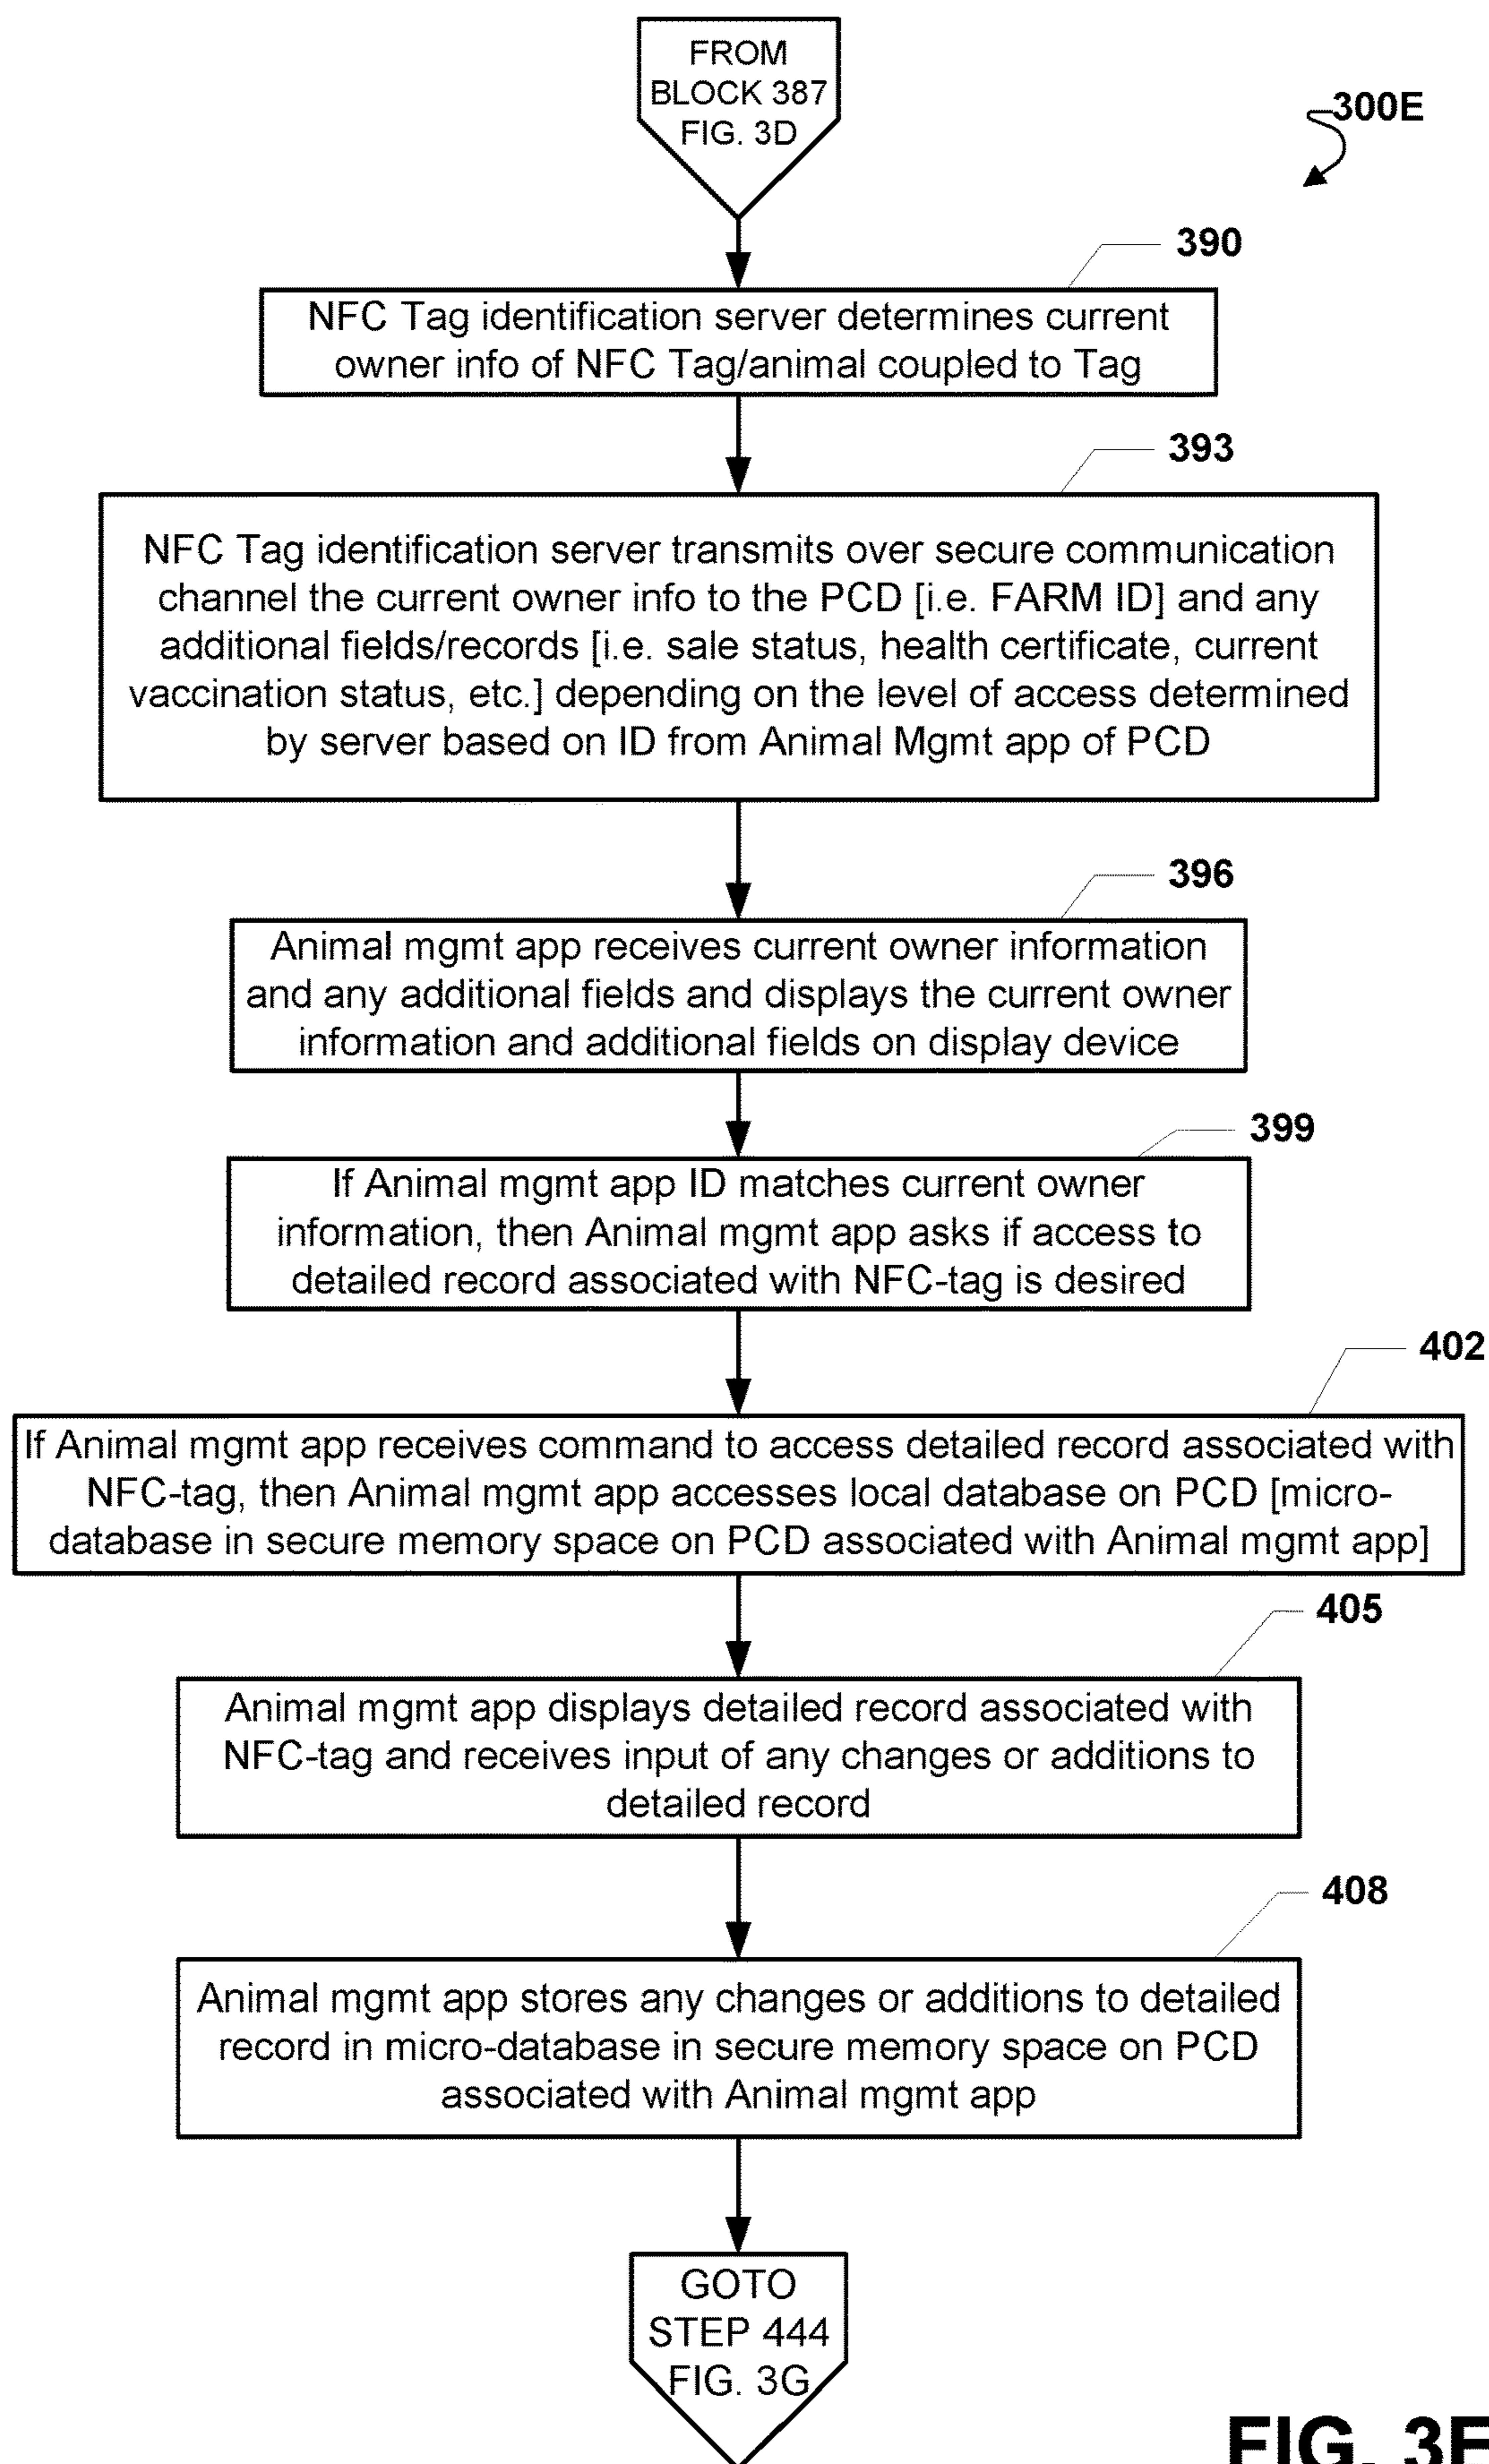 FROM
BLOCK 387
FIG. 3D
300E
390
NFC Tag identification server determines current
owner info of NFC Tag/animal coupled to Tag
393
NFC Tag identification server transmits over secure communication
channel the current owner info to the PCD [i.e. FARM ID] and any
additional fields/records [i.e. sale status, health certificate, current
vaccination status, etc.] depending on the level of access determined
by server based on ID from Animal Mgmt app of PCD
396
Animal mgmt app receives current owner information
and any additional fields and displays the current owner
information and additional fields on display device
399
If Animal mgmt app ID matches current owner
information, then Animal mgmt app asks if access to
detailed record associated with NFC-tag is desired
402
If Animal mgmt app receives command to access detailed record associated with
NFC-tag, then Animal mgmt app accesses local database on PCD [micro-
database in secure memory space on PCD associated with Animal mgmt app]
405
Animal mgmt app displays detailed record associated with
NFC-tag and receives input of any changes or additions to
detailed record
408
Animal mgmt app stores any changes or additions to detailed
record in micro-database in secure memory space on PCD
associated with Animal mgmt app
GOTO
STEP 444
FIG. 3G
FIG. 3E